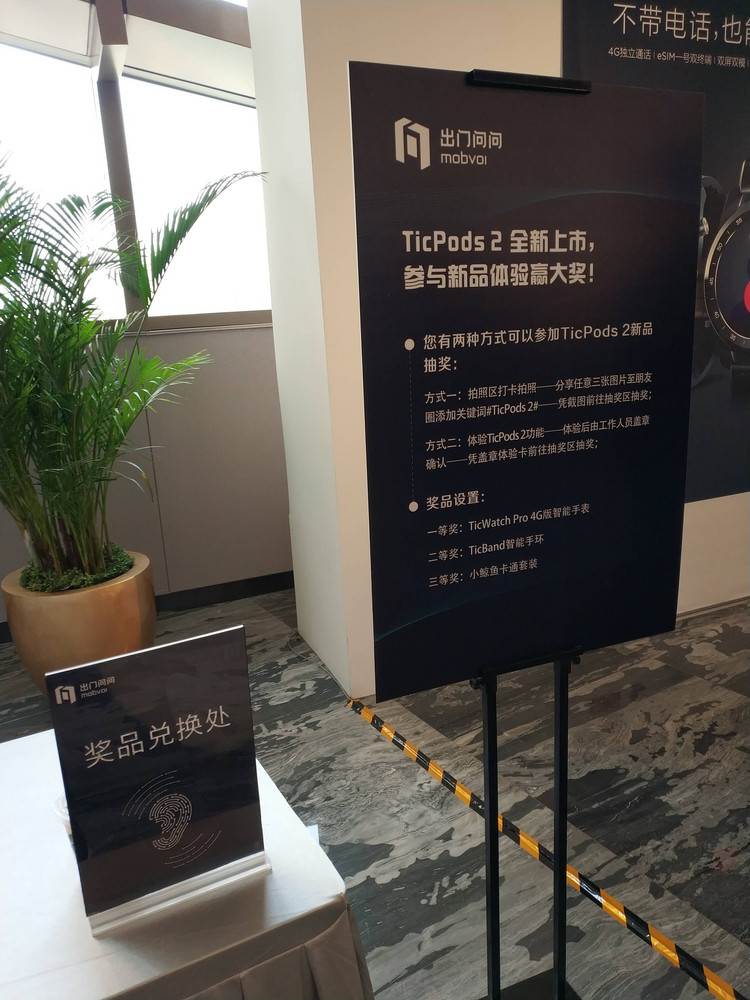 不带电话,也
4G独立通话 | eSIM一号双终端 | 双屏双模
出门问问
mobvoi
TicPods 2 全新上市,
参与新品体验赢大奖!
您有两种方式可以参加TicPods 2新品
抽奖:
方式一:拍照区打卡拍照——分享任意三张图片至朋友
圈添加关键词#TicPods 2#——凭截图前往抽奖区抽奖;
方式二:体验TicPods 2功能——体验后由工作人员盖章
确认——凭盖章体验卡前往抽奖区抽奖;
奖品设置:
一等奖:TicWatch Pro 4G版智能手表
二等奖:TicBand智能手环
三等奖:小鲸鱼卡通套装
出门问问
mobvoi
奖品兑换处